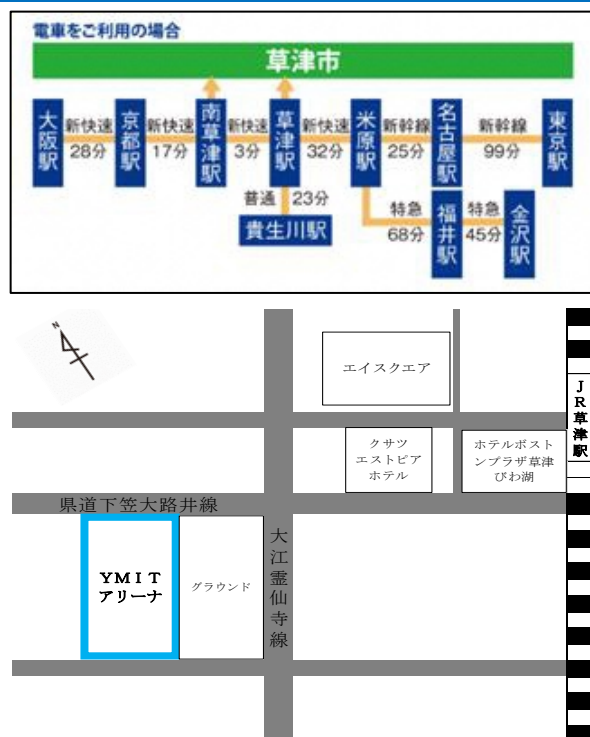 電車をご利用の場合
草津市
大阪駅
新快速
28分
京都駅
新快速
17分
南草津駅
新快速
3分
草津駅
新快速
32分
米原駅
新幹線
25分
名古屋駅
新幹線
99分
東京駅
普通
23分
貴生川駅
特急
68分
福井駅
特急
45分
金沢駅
N
エイスクエア
JR草津駅
クサツ
エストピア
ホテル
ホテルボスト
ンプラザ草津
びわ湖
県道下笠大路井線
YMIT
アリーナ
グラウンド
大江霊仙寺線